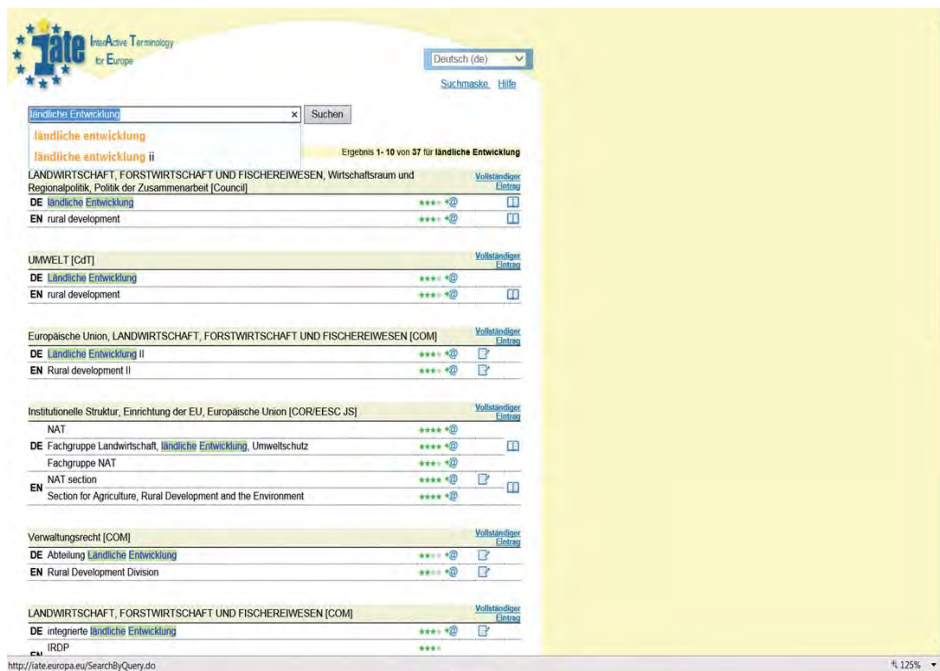 iate InterActive Terminology
for Europe
Deutsch (de)
Suchmaske Hilfe
ländliche Entwicklung × Suchen
ländliche entwicklung
ländliche entwicklung ii
Ergebnis 1- 10 von 37 für ländliche Entwicklung
LANDWIRTSCHAFT, FORSTWIRTSCHAFT UND FISCHEREIWESEN, Wirtschaftsraum und
Regionalpolitik, Politik der Zusammenarbeit [Council]
Vollständiger
Eintrag
DE ländliche Entwicklung
EN rural development
UMWELT [CdT]
Vollständiger
Eintrag
DE Ländliche Entwicklung
EN rural development
Europäische Union, LANDWIRTSCHAFT, FORSTWIRTSCHAFT UND FISCHEREIWESEN [COM]
Vollständiger
Eintrag
DE Ländliche Entwicklung II
EN Rural development II
Institutionelle Struktur, Einrichtung der EU, Europäische Union [COR/EESC JS]
Vollständiger
Eintrag
NAT
DE Fachgruppe Landwirtschaft, ländliche Entwicklung, Umweltschutz
Fachgruppe NAT
EN NAT section
Section for Agriculture, Rural Development and the Environment
Verwaltungsrecht [COM]
Vollständiger
Eintrag
DE Abteilung Ländliche Entwicklung
EN Rural Development Division
LANDWIRTSCHAFT, FORSTWIRTSCHAFT UND FISCHEREIWESEN [COM]
Vollständiger
Eintrag
DE integrierte ländliche Entwicklung
EN IRDP
http://iate.europa.eu/SearchByQuery.do
125%